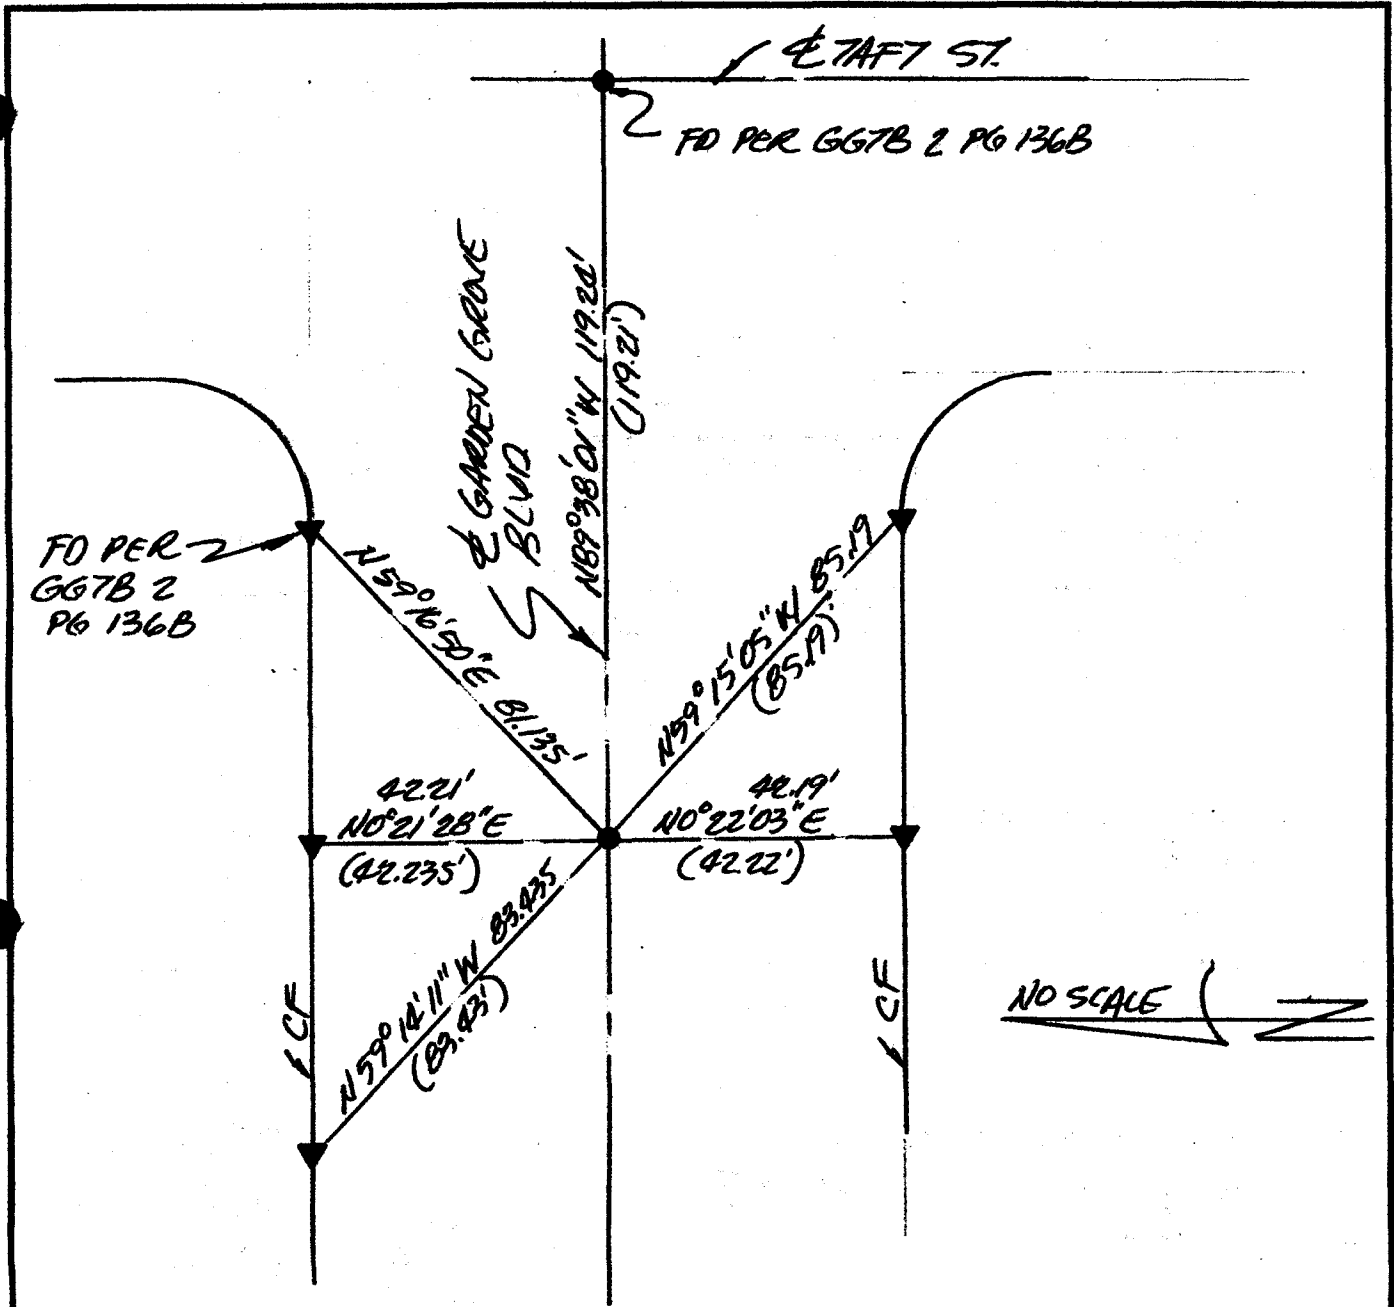 ℄ TAFT ST.
FD PER GGTB 2 PG 136B
℄ GARDEN GROVE
BLVD
N89°38'01"W 119.24'
(119.21')
FD PER
GGTB 2
PG 136B
N59°16'50"E 81.135'
N59°15'05"W 85.19
(85.19)
42.21'
N0°21'28"E
(42.235')
42.19'
N0°22'03"E
(42.22')
N59°14'11"W 83.435
(83.43')
CF
CF
NO SCALE
N